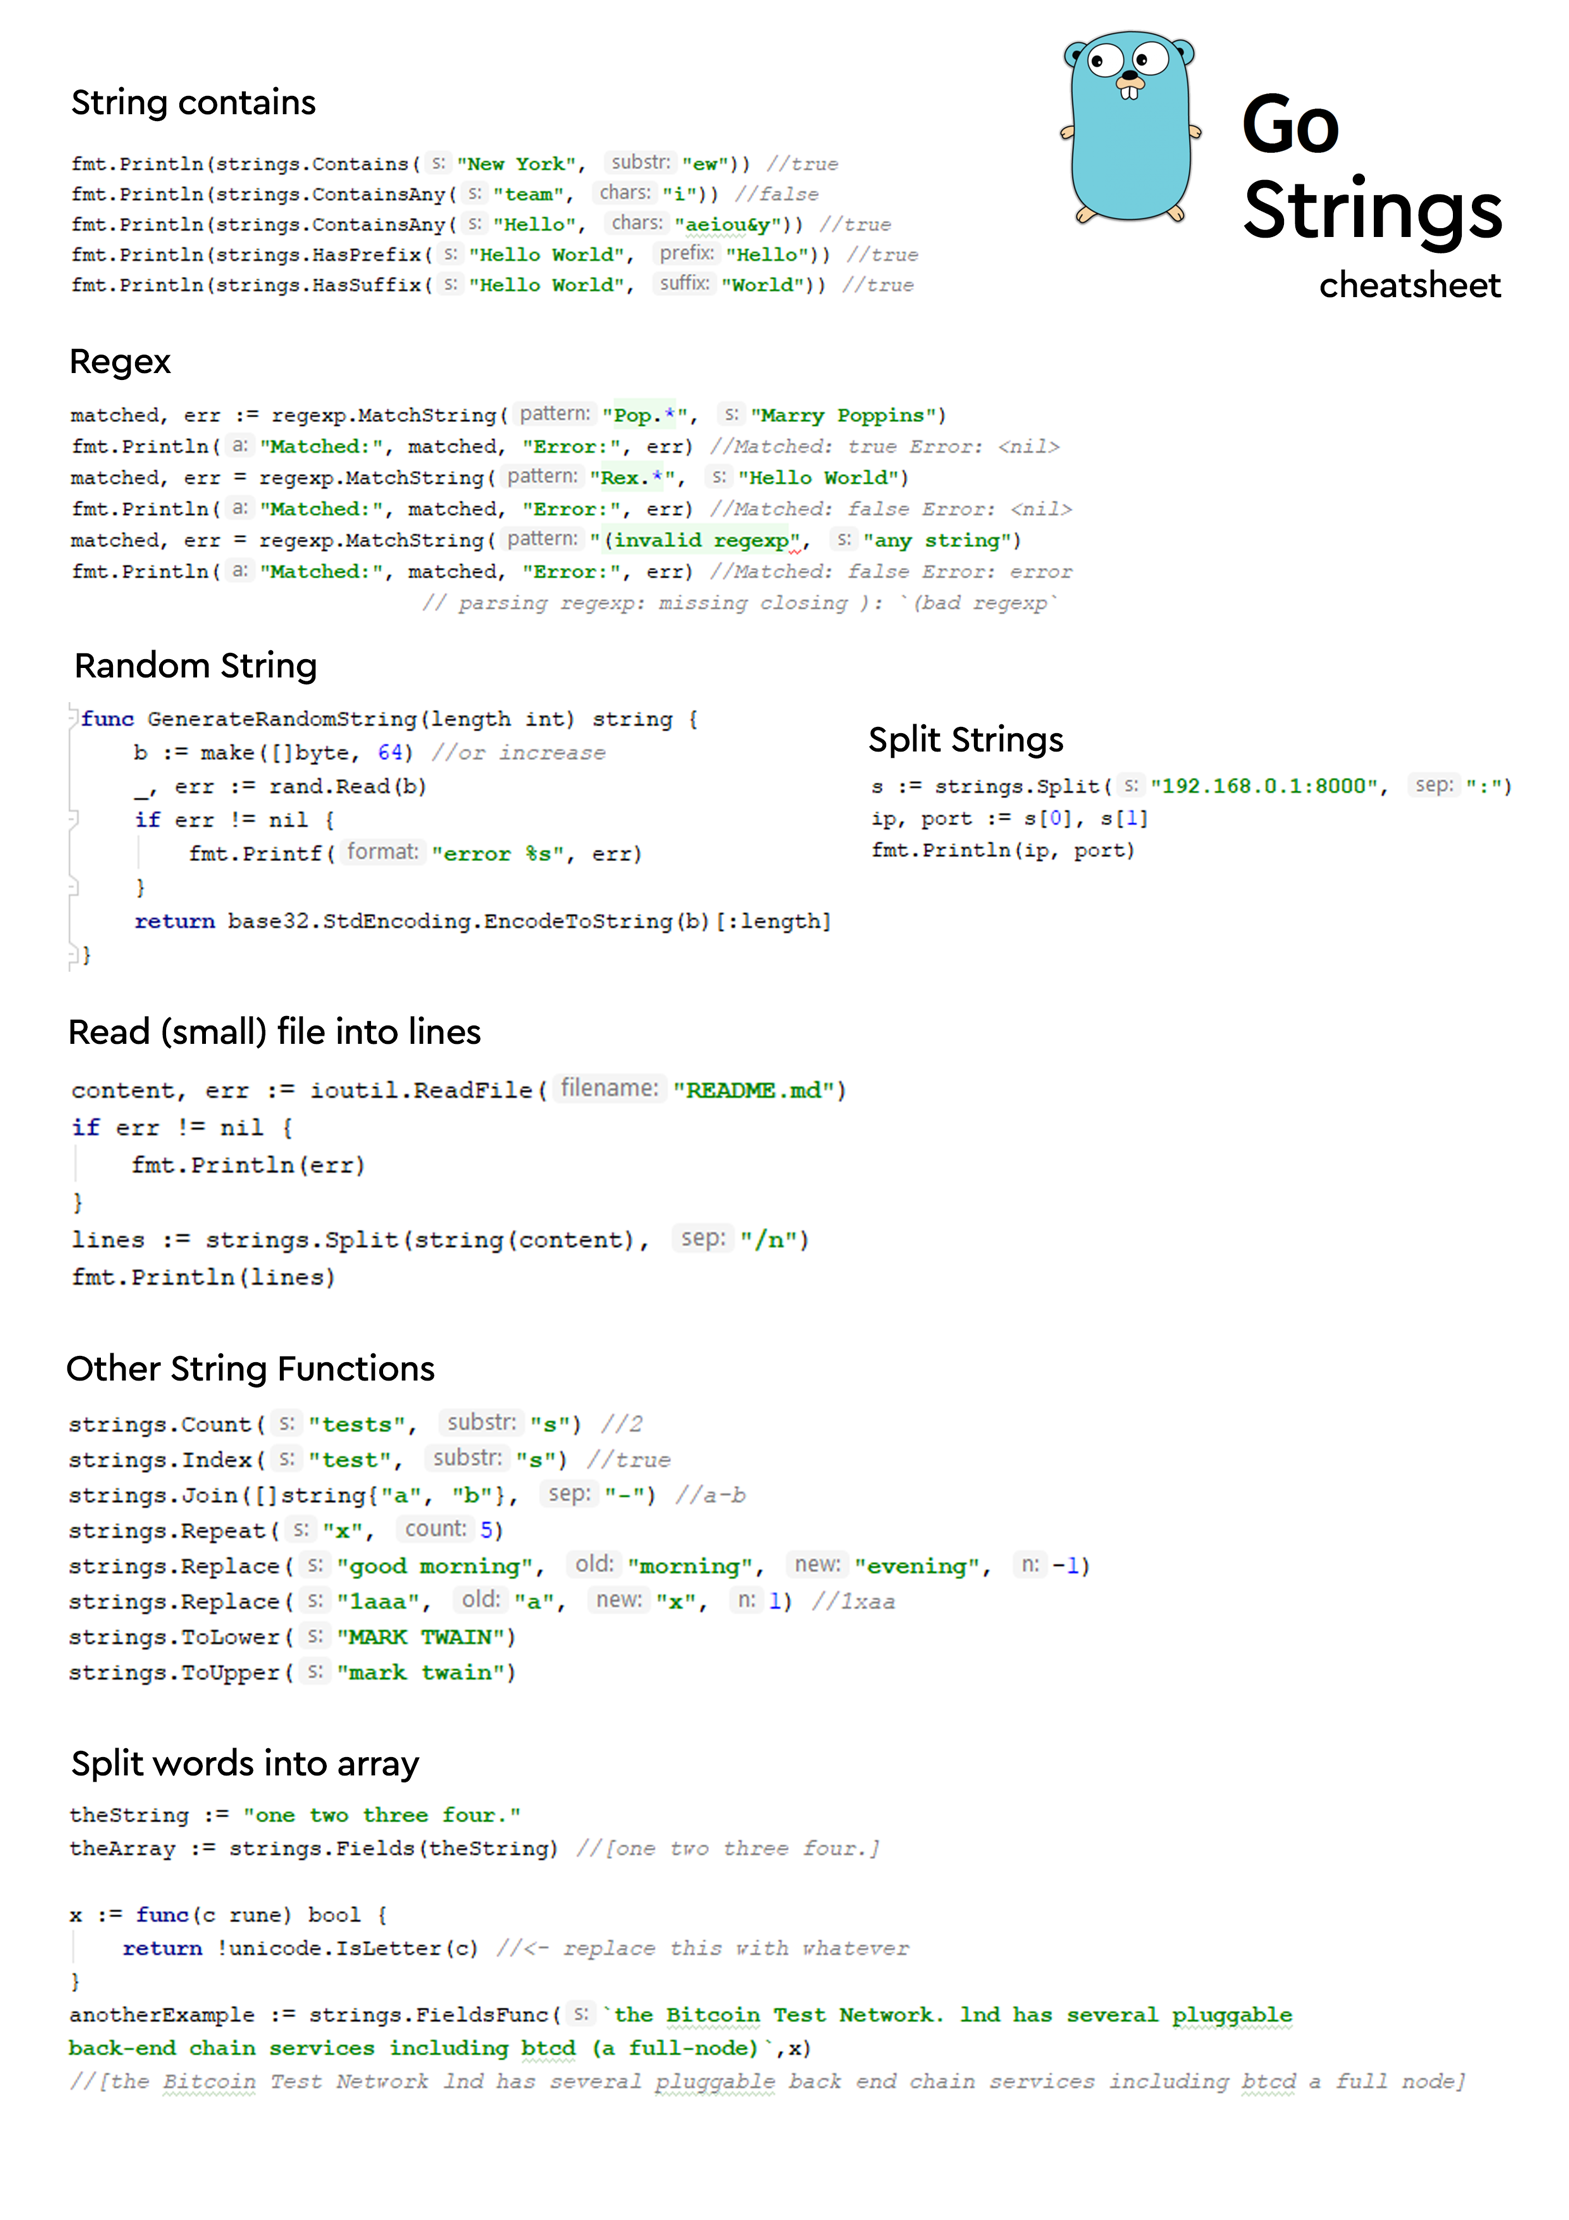 Go
Strings
cheatsheet
String contains
fmt.Println(strings.Contains( s: "New York", substr: "ew")) //true
fmt.Println(strings.ContainsAny( s: "team", chars: "i")) //false
fmt.Println(strings.ContainsAny( s: "Hello", chars: "aeiou&y")) //true
fmt.Println(strings.HasPrefix( s: "Hello World", prefix: "Hello")) //true
fmt.Println(strings.HasSuffix( s: "Hello World", suffix: "World")) //true
Regex
matched, err := regexp.MatchString( pattern: "Pop.*", s: "Marry Poppins")
fmt.Println( a: "Matched:", matched, "Error:", err) //Matched: true Error: <nil>
matched, err = regexp.MatchString( pattern: "Rex.*", s: "Hello World")
fmt.Println( a: "Matched:", matched, "Error:", err) //Matched: false Error: <nil>
matched, err = regexp.MatchString( pattern: "(invalid regexp", s: "any string")
fmt.Println( a: "Matched:", matched, "Error:", err) //Matched: false Error: error
// parsing regexp: missing closing ): `(bad regexp`
Random String
func GenerateRandomString(length int) string {
b := make([]byte, 64) //or increase
_, err := rand.Read(b)
if err != nil {
fmt.Printf( format: "error %s", err)
}
return base32.StdEncoding.EncodeToString(b)[:length]
}
Split Strings
s := strings.Split( s: "192.168.0.1:8000", sep: ":")
ip, port := s[0], s[1]
fmt.Println(ip, port)
Read (small) file into lines
content, err := ioutil.ReadFile( filename: "README.md")
if err != nil {
fmt.Println(err)
}
lines := strings.Split(string(content), sep: "/n")
fmt.Println(lines)
Other String Functions
strings.Count( s: "tests", substr: "s") //2
strings.Index( s: "test", substr: "s") //true
strings.Join([]string{"a", "b"}, sep: "-") //a-b
strings.Repeat( s: "x", count: 5)
strings.Replace( s: "good morning", old: "morning", new: "evening", n: -1)
strings.Replace( s: "1aaa", old: "a", new: "x", n: 1) //1xaa
strings.ToLower( s: "MARK TWAIN")
strings.ToUpper( s: "mark twain")
Split words into array
theString := "one two three four."
theArray := strings.Fields(theString) //[one two three four.]
x := func(c rune) bool {
return !unicode.IsLetter(c) //<- replace this with whatever
}
anotherExample := strings.FieldsFunc( s: `the Bitcoin Test Network. lnd has several pluggable
back-end chain services including btcd (a full-node)`,x)
//[the Bitcoin Test Network lnd has several pluggable back end chain services including btcd a full node]